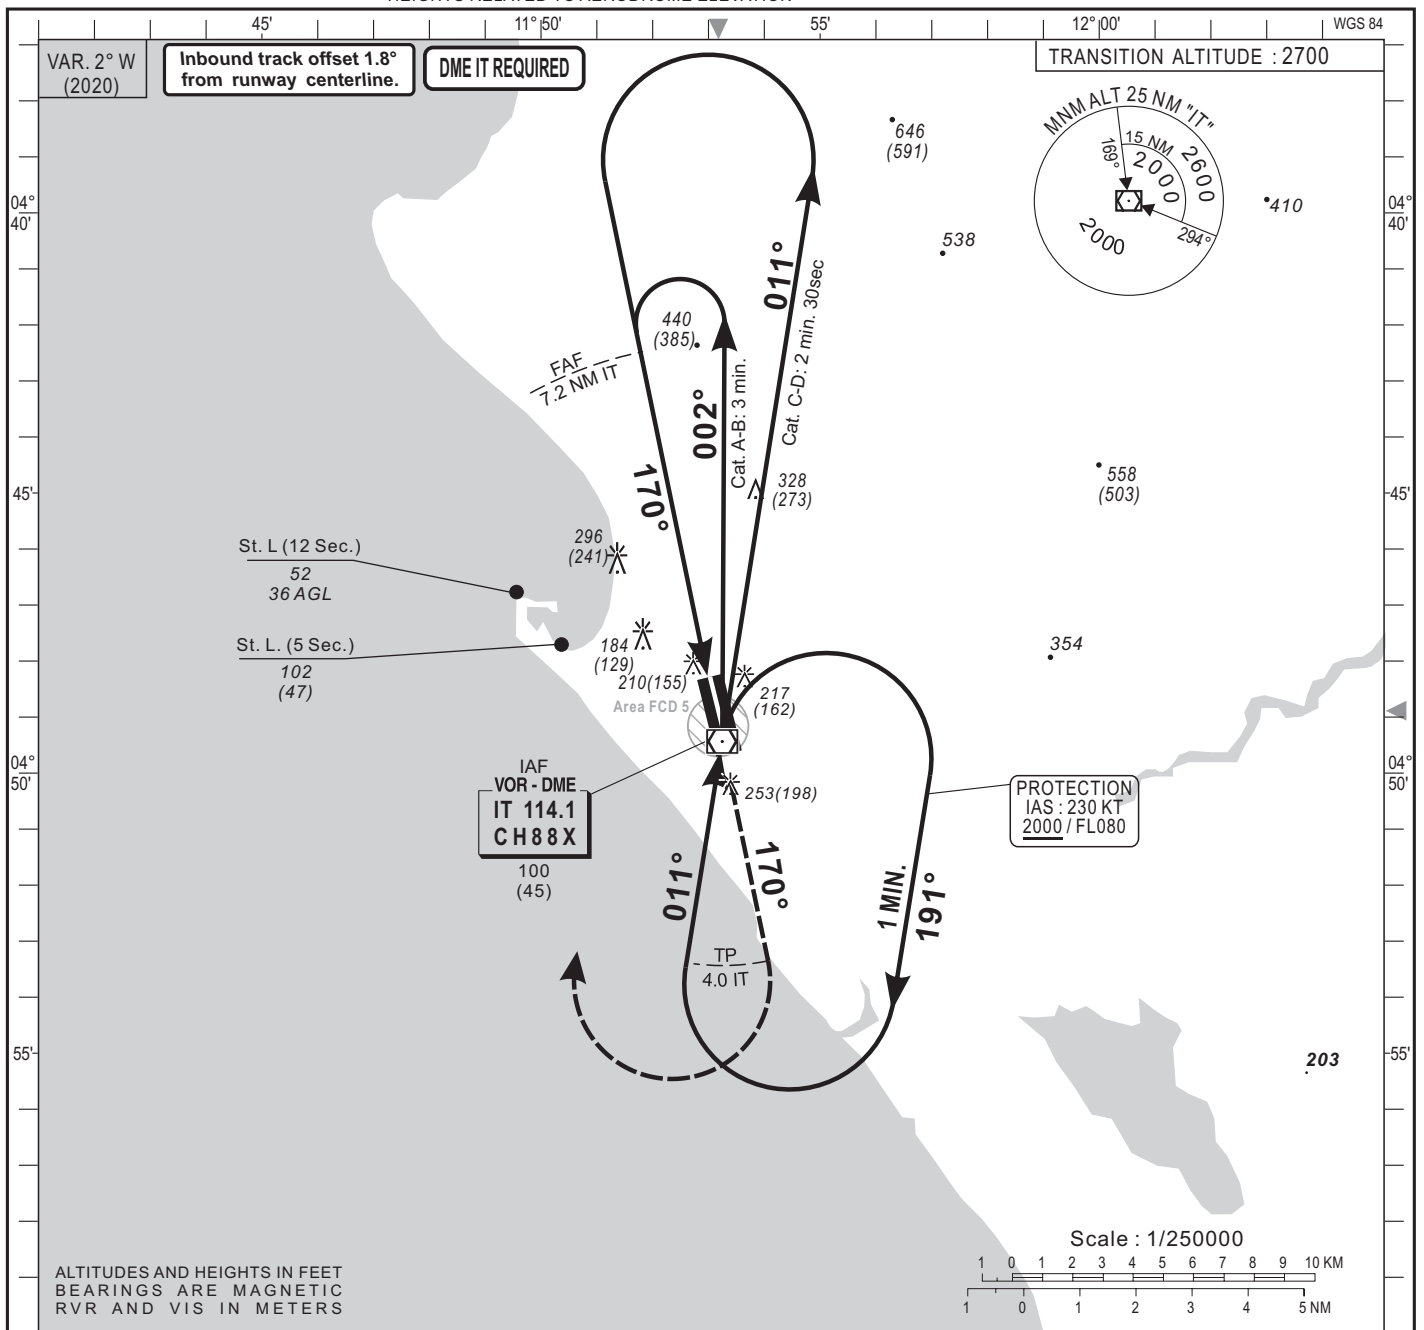 45'
11°50'
55'
12°00'
WGS 84
VAR. 2° W
(2020)
Inbound track offset 1.8°
from runway centerline.
DME IT REQUIRED
TRANSITION ALTITUDE : 2700
MNM ALT 25 NM "IT"
15 NM
169°
2000
2600
2000
294°
646
(591)
410
04°
40'
04°
40'
538
011°
Cat. C-D: 2 min. 30sec
440
(385)
FAF
7.2 NM IT
002°
Cat. A-B: 3 min.
170°
328
(273)
558
(503)
45'
45'
296
(241)
St. L (12 Sec.)
52
36 AGL
St. L. (5 Sec.)
102
(47)
184
(129)
210(155)
217
(162)
354
Area FCD 5
IAF
VOR - DME
IT 114.1
CH88X
100
(45)
04°
50'
04°
50'
253(198)
PROTECTION
IAS : 230 KT
2000 / FL080
011°
170°
1 MIN.
191°
TP
4.0 IT
55'
55'
203
Scale : 1/250000
1 0 1 2 3 4 5 6 7 8 9 10 KM
1 0 1 2 3 4 5 NM
ALTITUDES AND HEIGHTS IN FEET
BEARINGS ARE MAGNETIC
RVR AND VIS IN METERS